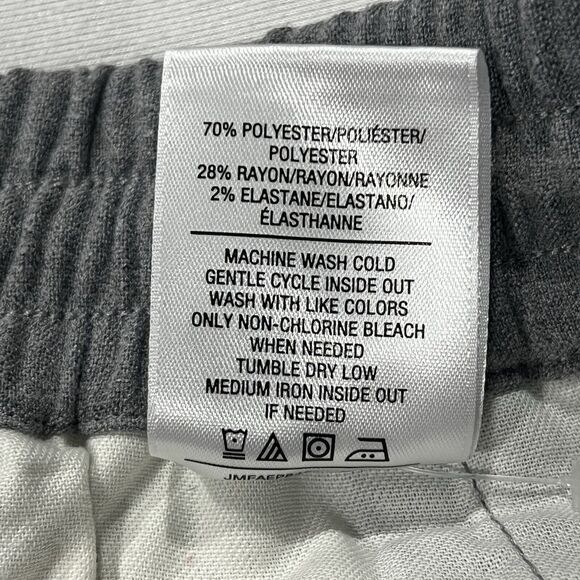 70% POLYESTER/POLIÉSTER/
POLYESTER
28% RAYON/RAYON/RAYONNE
2% ELASTANE/ELASTANO/
ÉLASTHANNE
MACHINE WASH COLD
GENTLE CYCLE INSIDE OUT
WASH WITH LIKE COLORS
ONLY NON-CHLORINE BLEACH
WHEN NEEDED
TUMBLE DRY LOW
MEDIUM IRON INSIDE OUT
IF NEEDED